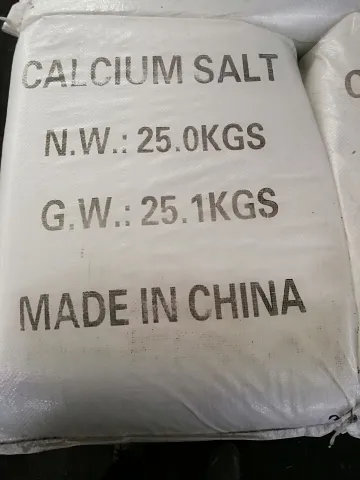 CALCIUM SALT
N.W.: 25.0KGS
G.W.: 25.1KGS
MADE IN CHINA